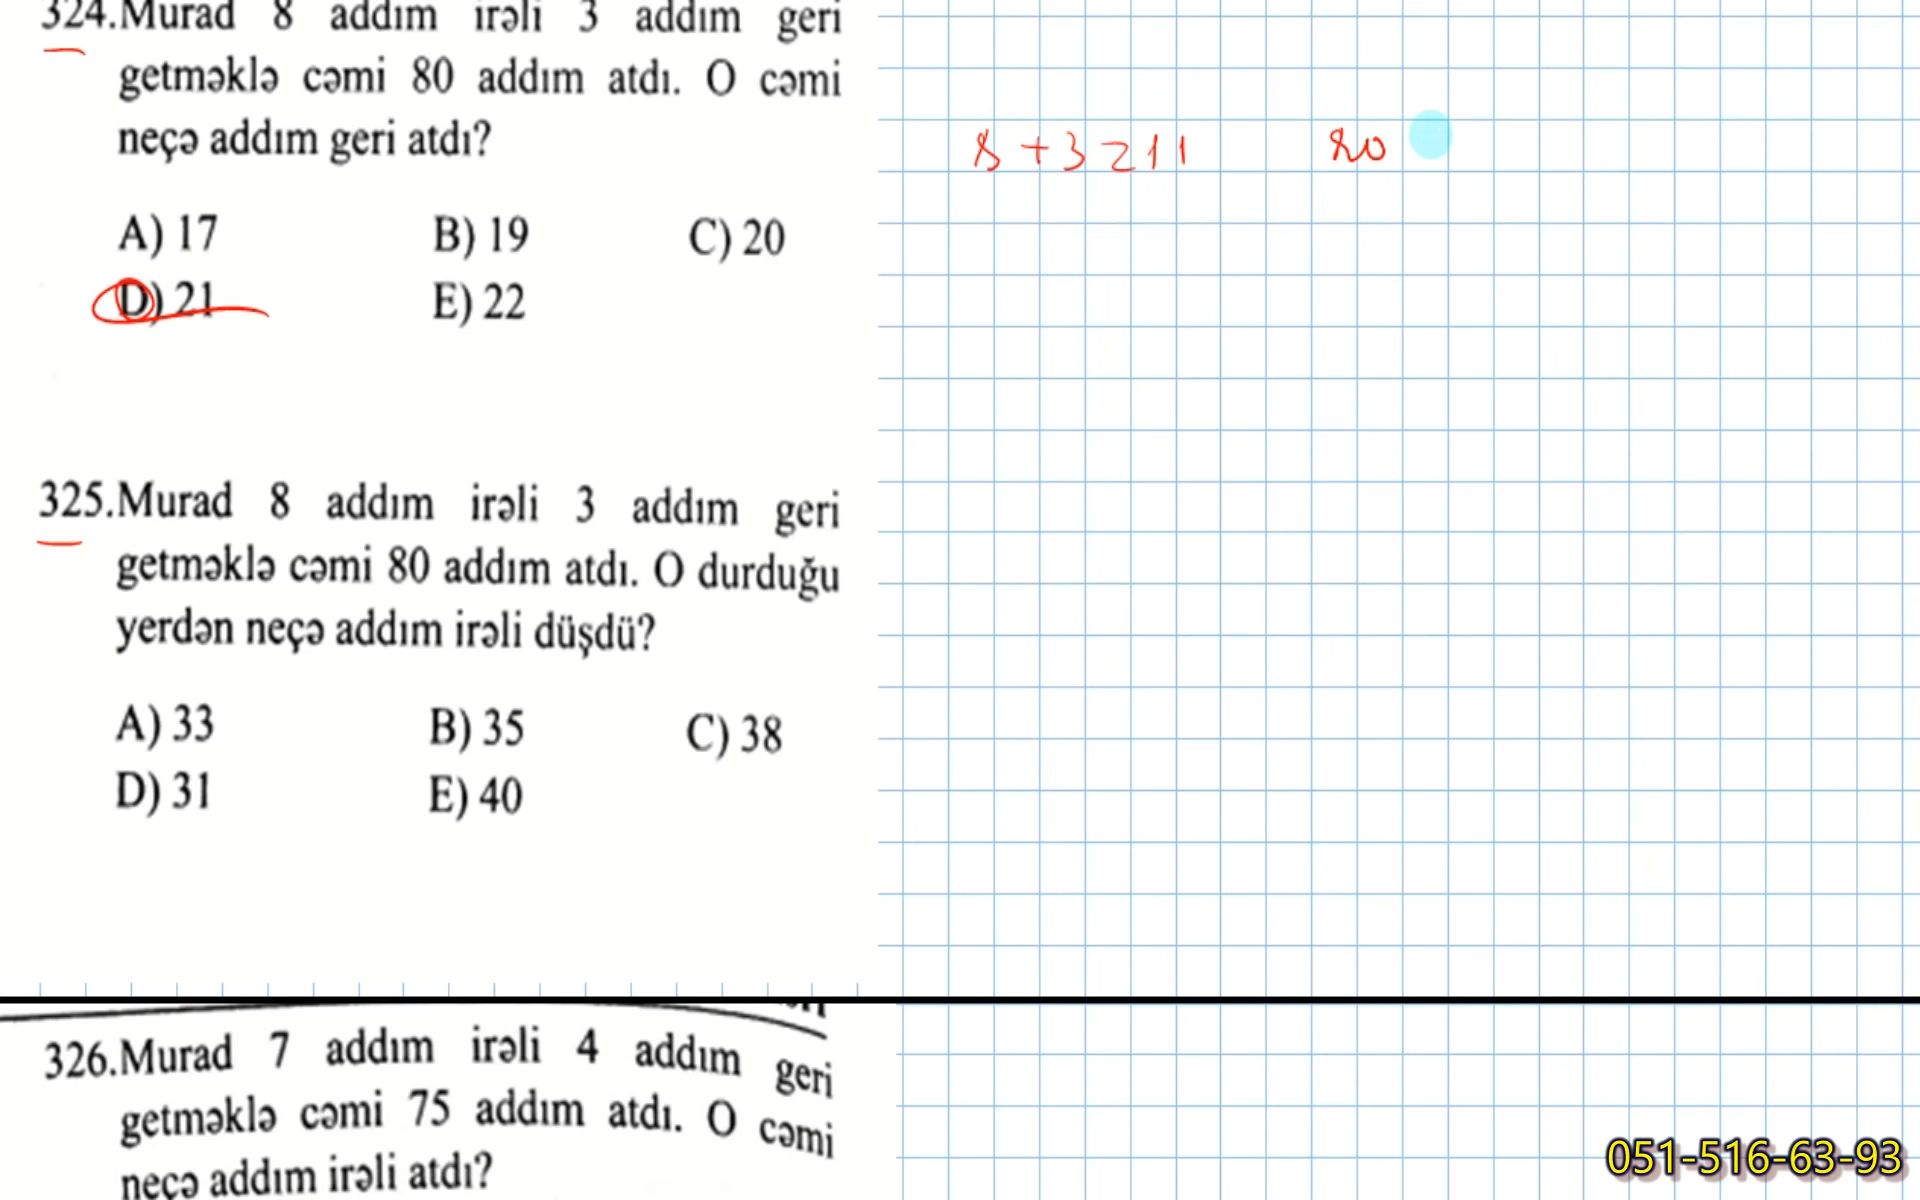 324.Murad 8 addım irəli 3 addım geri
getməklə cəmi 80 addım atdı. O cəmi
neçə addım geri atdı?
A) 17 B) 19 C) 20
D) 21 E) 22
8+3=11 80
325.Murad 8 addım irəli 3 addım geri
getməklə cəmi 80 addım atdı. O durduğu
yerdən neçə addım irəli düşdü?
A) 33 B) 35 C) 38
D) 31 E) 40
326.Murad 7 addım irəli 4 addım geri
getməklə cəmi 75 addım atdı. O cəmi
neçə addım irəli atdı?
051-516-63-93